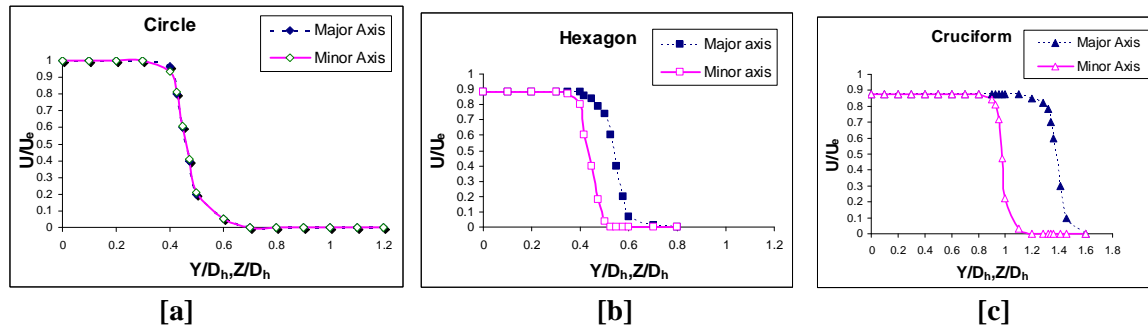 Circle
Major Axis
Minor Axis
U/Ue
1
0.9
0.8
0.7
0.6
0.5
0.4
0.3
0.2
0.1
0
0 0.2 0.4 0.6 0.8 1 1.2
Y/Dh,Z/Dh
[a]
Hexagon
Major axis
Minor axis
U/Ue
1
0.9
0.8
0.7
0.6
0.5
0.4
0.3
0.2
0.1
0
0 0.2 0.4 0.6 0.8 1 1.2
Y/Dh,Z/Dh
[b]
Cruciform
Major Axis
Minor Axis
U/Ue
1
0.9
0.8
0.7
0.6
0.5
0.4
0.3
0.2
0.1
0
0 0.2 0.4 0.6 0.8 1 1.2 1.4 1.6 1.8
Y/Dh,Z/Dh
[c]